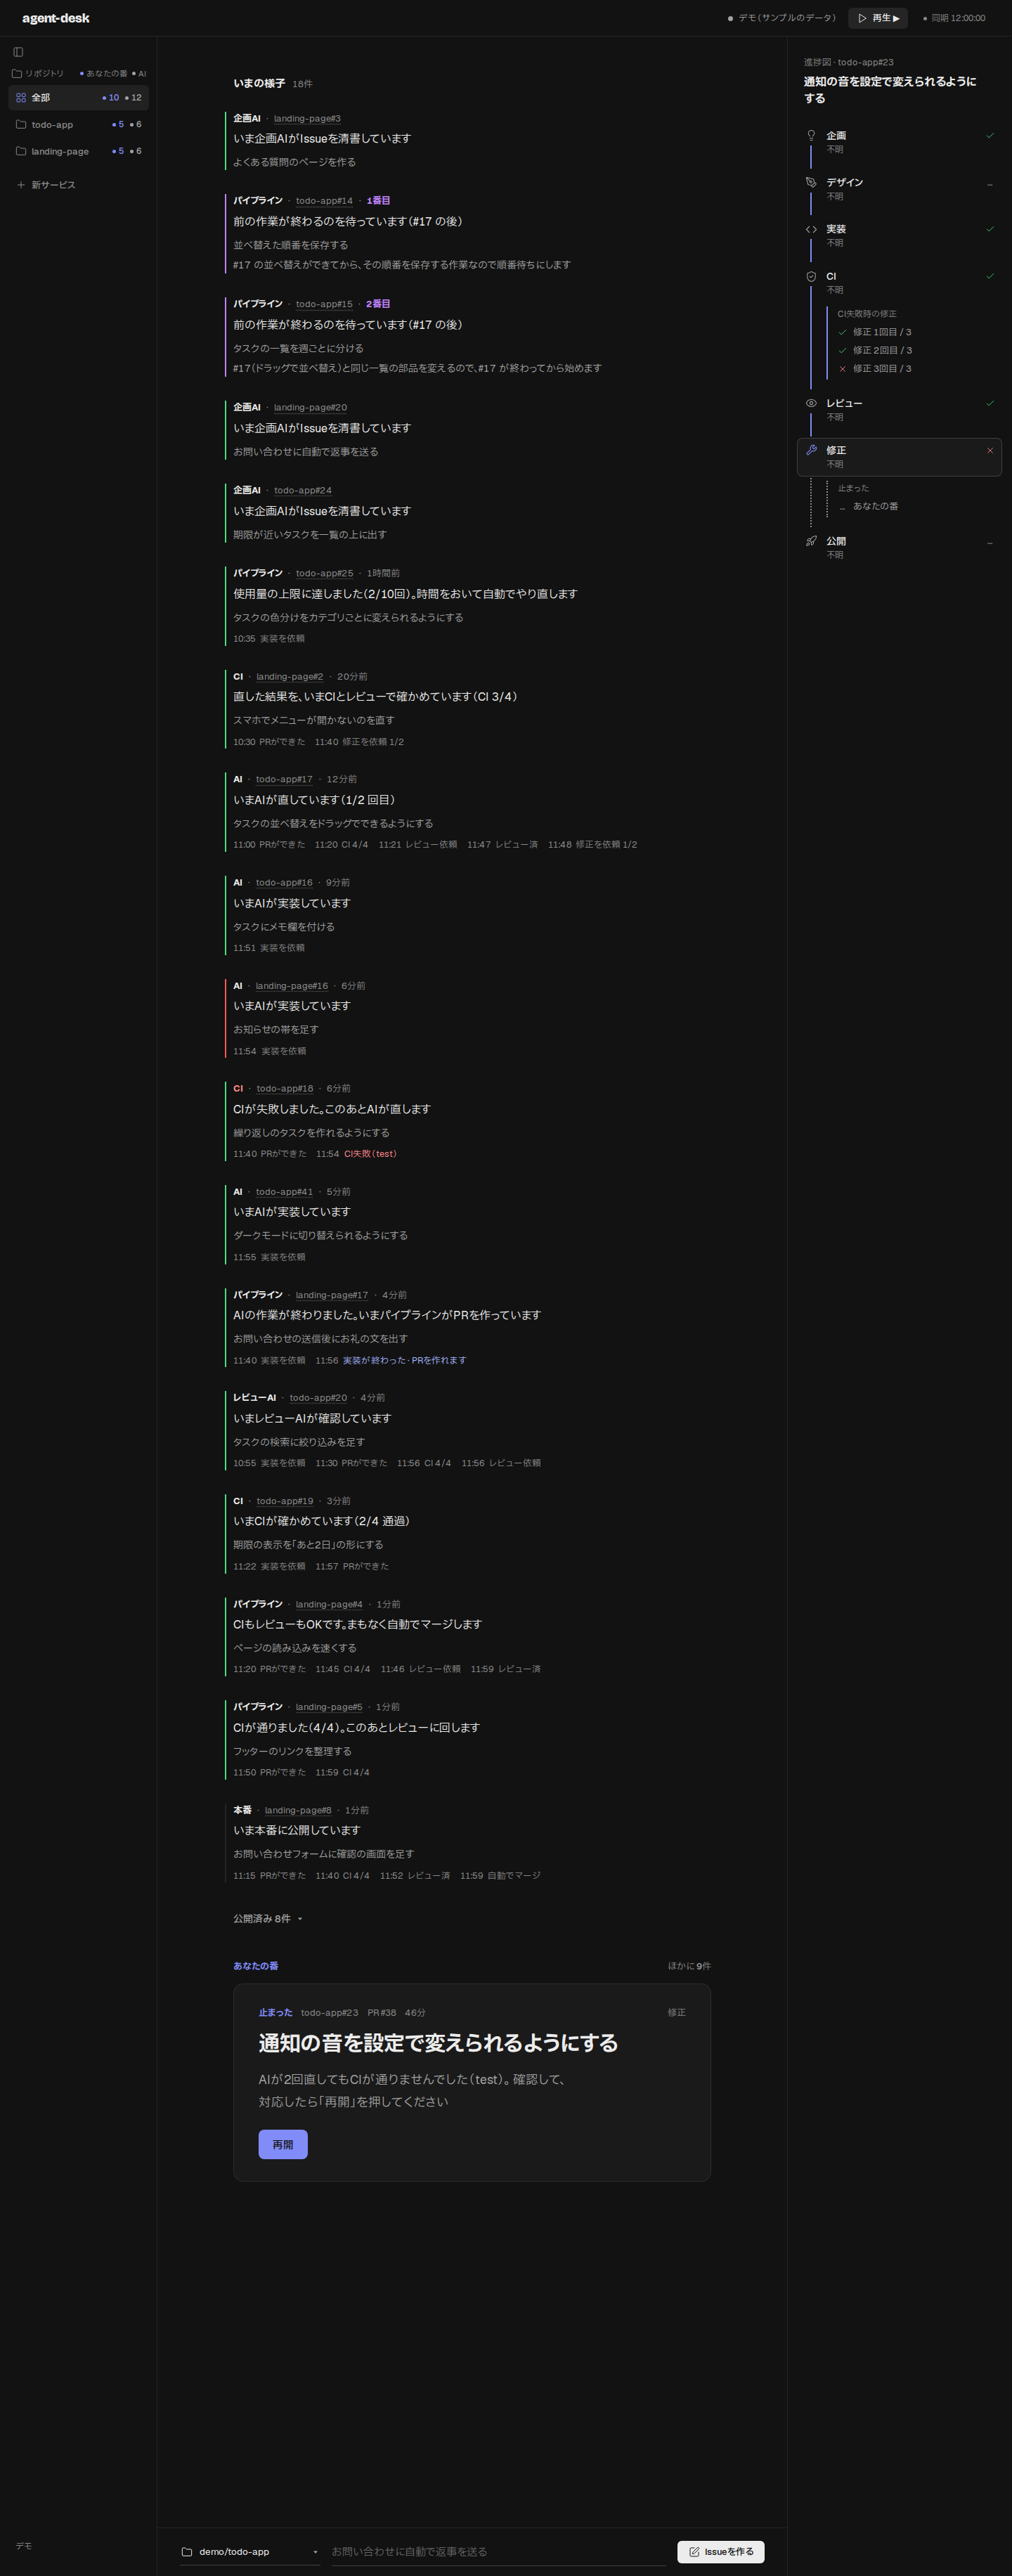 agent-desk
デモ（サンプルのデータ）
再生 ▶
同期 12:00:00
リポジトリ
あなたの番 AI
全部 10 12
todo-app 5 6
landing-page 5 6
新サービス
デモ
いまの様子 18件
企画AI · landing-page#3
いま企画AIがIssueを清書しています
よくある質問のページを作る
パイプライン · todo-app#14 · 1番目
前の作業が終わるのを待っています（#17 の後）
並べ替えた順番を保存する
#17 の並べ替えができてから、その順番を保存する作業なので順番待ちにします
パイプライン · todo-app#15 · 2番目
前の作業が終わるのを待っています（#17 の後）
タスクの一覧を週ごとに分ける
#17（ドラッグで並べ替え）と同じ一覧の部品を変えるので、#17 が終わってから始めます
企画AI · landing-page#20
いま企画AIがIssueを清書しています
お問い合わせに自動で返事を送る
企画AI · todo-app#24
いま企画AIがIssueを清書しています
期限が近いタスクを一覧の上に出す
パイプライン · todo-app#25 · 1時間前
使用量の上限に達しました（2/10回）。時間をおいて自動でやり直します
タスクの色分けをカテゴリごとに変えられるようにする
10:35 実装を依頼
CI · landing-page#2 · 20分前
直した結果を、いまCIとレビューで確かめています（CI 3/4）
スマホでメニューが開かないのを直す
10:30 PRができた 11:40 修正を依頼 1/2
AI · todo-app#17 · 12分前
いまAIが直しています（1/2 回目）
タスクの並べ替えをドラッグでできるようにする
11:00 PRができた 11:20 CI 4/4 11:21 レビュー依頼 11:47 レビュー済 11:48 修正を依頼 1/2
AI · todo-app#16 · 9分前
いまAIが実装しています
タスクにメモ欄を付ける
11:51 実装を依頼
AI · landing-page#16 · 6分前
いまAIが実装しています
お知らせの帯を足す
11:54 実装を依頼
CI · todo-app#18 · 6分前
CIが失敗しました。このあとAIが直します
繰り返しのタスクを作れるようにする
11:40 PRができた 11:54 CI失敗（test）
AI · todo-app#41 · 5分前
いまAIが実装しています
ダークモードに切り替えられるようにする
11:55 実装を依頼
パイプライン · landing-page#17 · 4分前
AIの作業が終わりました。いまパイプラインがPRを作っています
お問い合わせの送信後にお礼の文を出す
11:40 実装を依頼 11:56 実装が終わった・PRを作れます
レビューAI · todo-app#20 · 4分前
いまレビューAIが確認しています
タスクの検索に絞り込みを足す
10:55 実装を依頼 11:30 PRができた 11:56 CI 4/4 11:56 レビュー依頼
CI · todo-app#19 · 3分前
いまCIが確かめています（2/4 通過）
期限の表示を「あと2日」の形にする
11:22 実装を依頼 11:57 PRができた
パイプライン · landing-page#4 · 1分前
CIもレビューもOKです。まもなく自動でマージします
ページの読み込みを速くする
11:20 PRができた 11:45 CI 4/4 11:46 レビュー依頼 11:59 レビュー済
パイプライン · landing-page#5 · 1分前
CIが通りました（4/4）。このあとレビューに回します
フッターのリンクを整理する
11:50 PRができた 11:59 CI 4/4
本番 · landing-page#8 · 1分前
いま本番に公開しています
お問い合わせフォームに確認の画面を足す
11:15 PRができた 11:40 CI 4/4 11:52 レビュー済 11:59 自動でマージ
公開済み 8件
あなたの番 ほかに9件
止まった todo-app#23 PR #38 46分 修正
通知の音を設定で変えられるようにする
AIが2回直してもCIが通りませんでした（test）。確認して、
対応したら「再開」を押してください
再開
demo/todo-app
お問い合わせに自動で返事を送る
Issueを作る
進捗図 · todo-app#23
通知の音を設定で変えられるように
する
企画
不明
デザイン
不明
実装
不明
CI
不明
CI失敗時の修正
修正 1回目 / 3
修正 2回目 / 3
修正 3回目 / 3
レビュー
不明
修正
不明
止まった
あなたの番
公開
不明